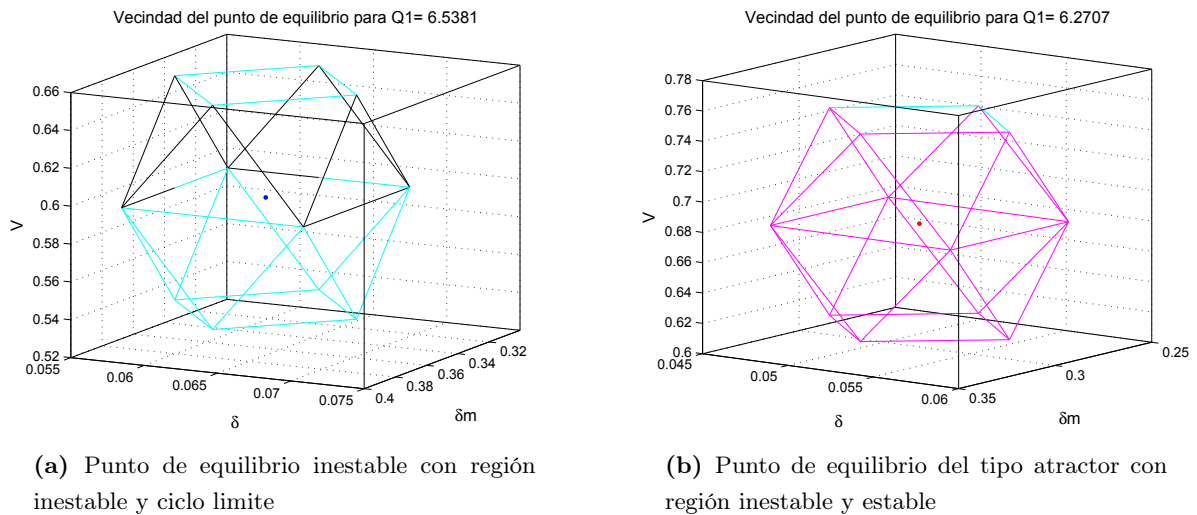 Vecindad del punto de equilibrio para Q1= 6.5381
0.66
0.64
0.62
0.6
0.58
0.56
0.54
0.52
V
0.055
0.06
0.065
0.07
0.075
δ
0.4
0.38
0.36
0.34
0.32
δm
(a) Punto de equilibrio inestable con región
inestable y ciclo limite
Vecindad del punto de equilibrio para Q1= 6.2707
0.78
0.76
0.74
0.72
0.7
0.68
0.66
0.64
0.62
0.6
V
0.045
0.05
0.055
0.06
δ
0.35
0.3
0.25
δm
(b) Punto de equilibrio del tipo atractor con
región inestable y estable